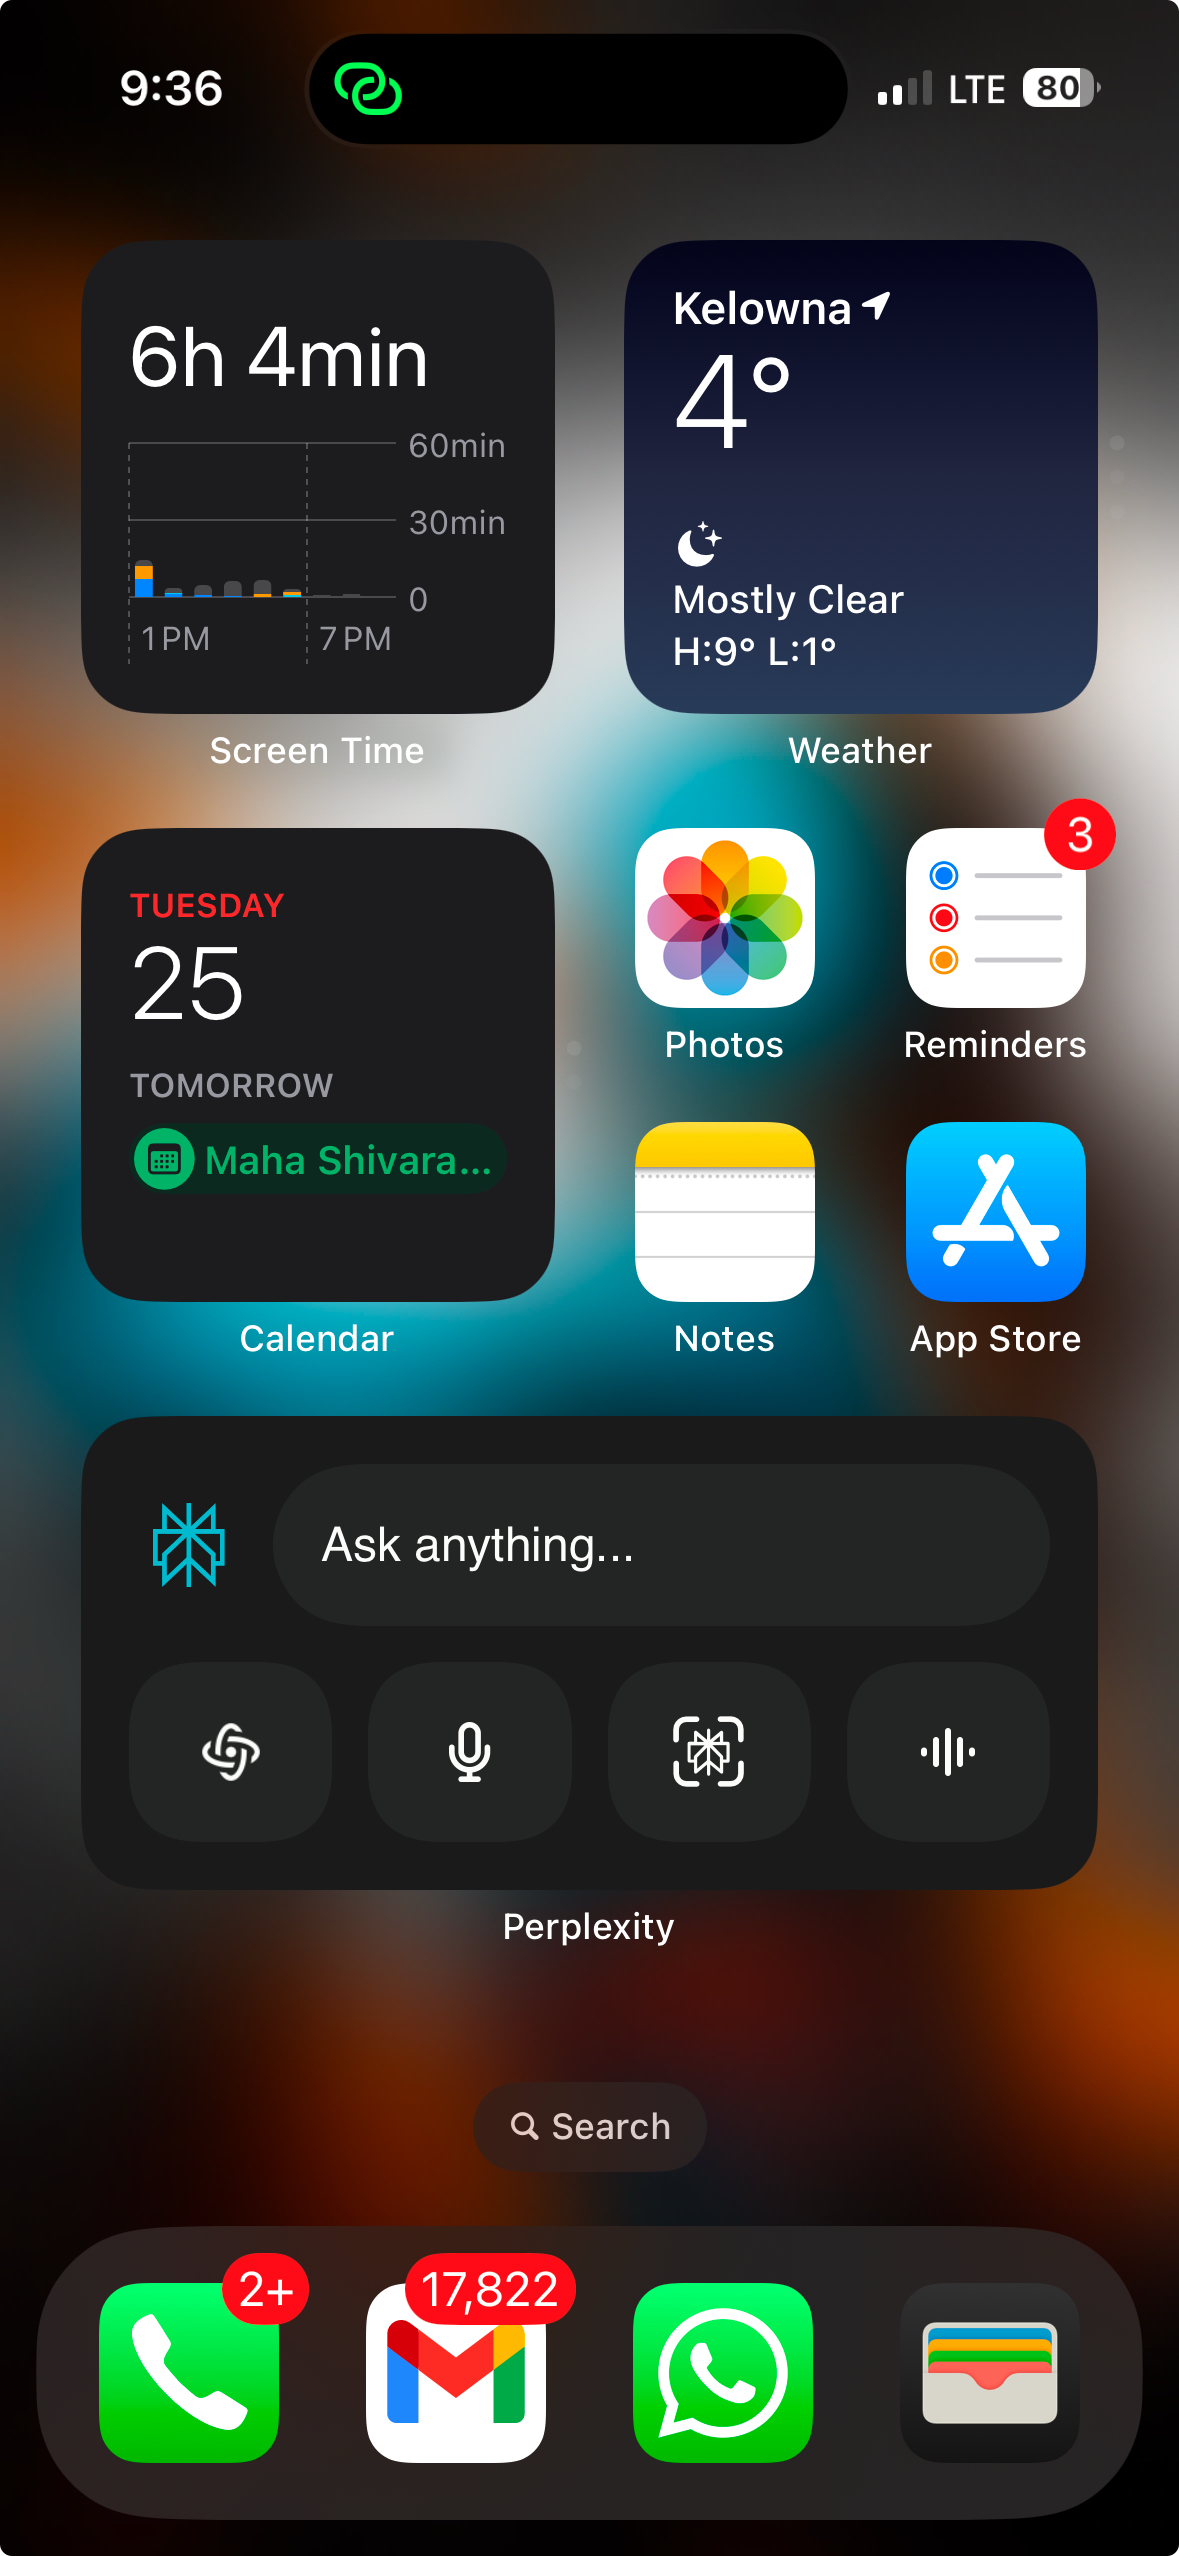 9:36
LTE 80
6h 4min
60min
30min
0
1 PM 7 PM
Screen Time
Kelowna
4°
Mostly Clear
H:9° L:1°
Weather
TUESDAY
25
TOMORROW
Maha Shivara...
Calendar
Photos
3
Reminders
Notes
App Store
Ask anything...
Perplexity
Search
2+
17,822